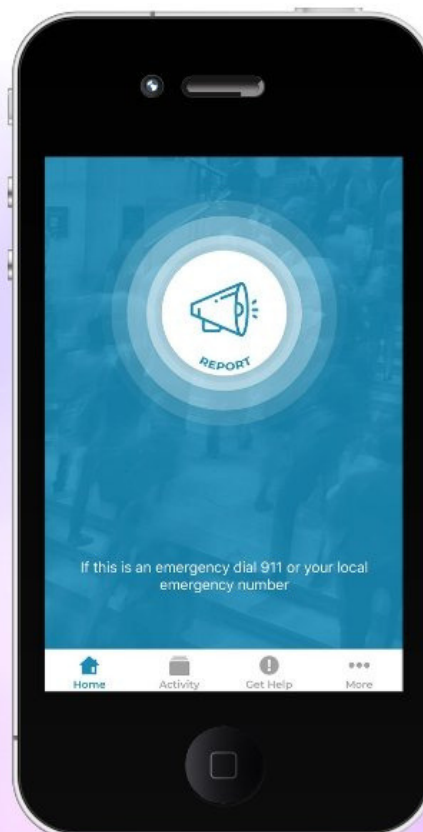 REPORT
If this is an emergency dial 911 or your local
emergency number
Home Activity Get Help More